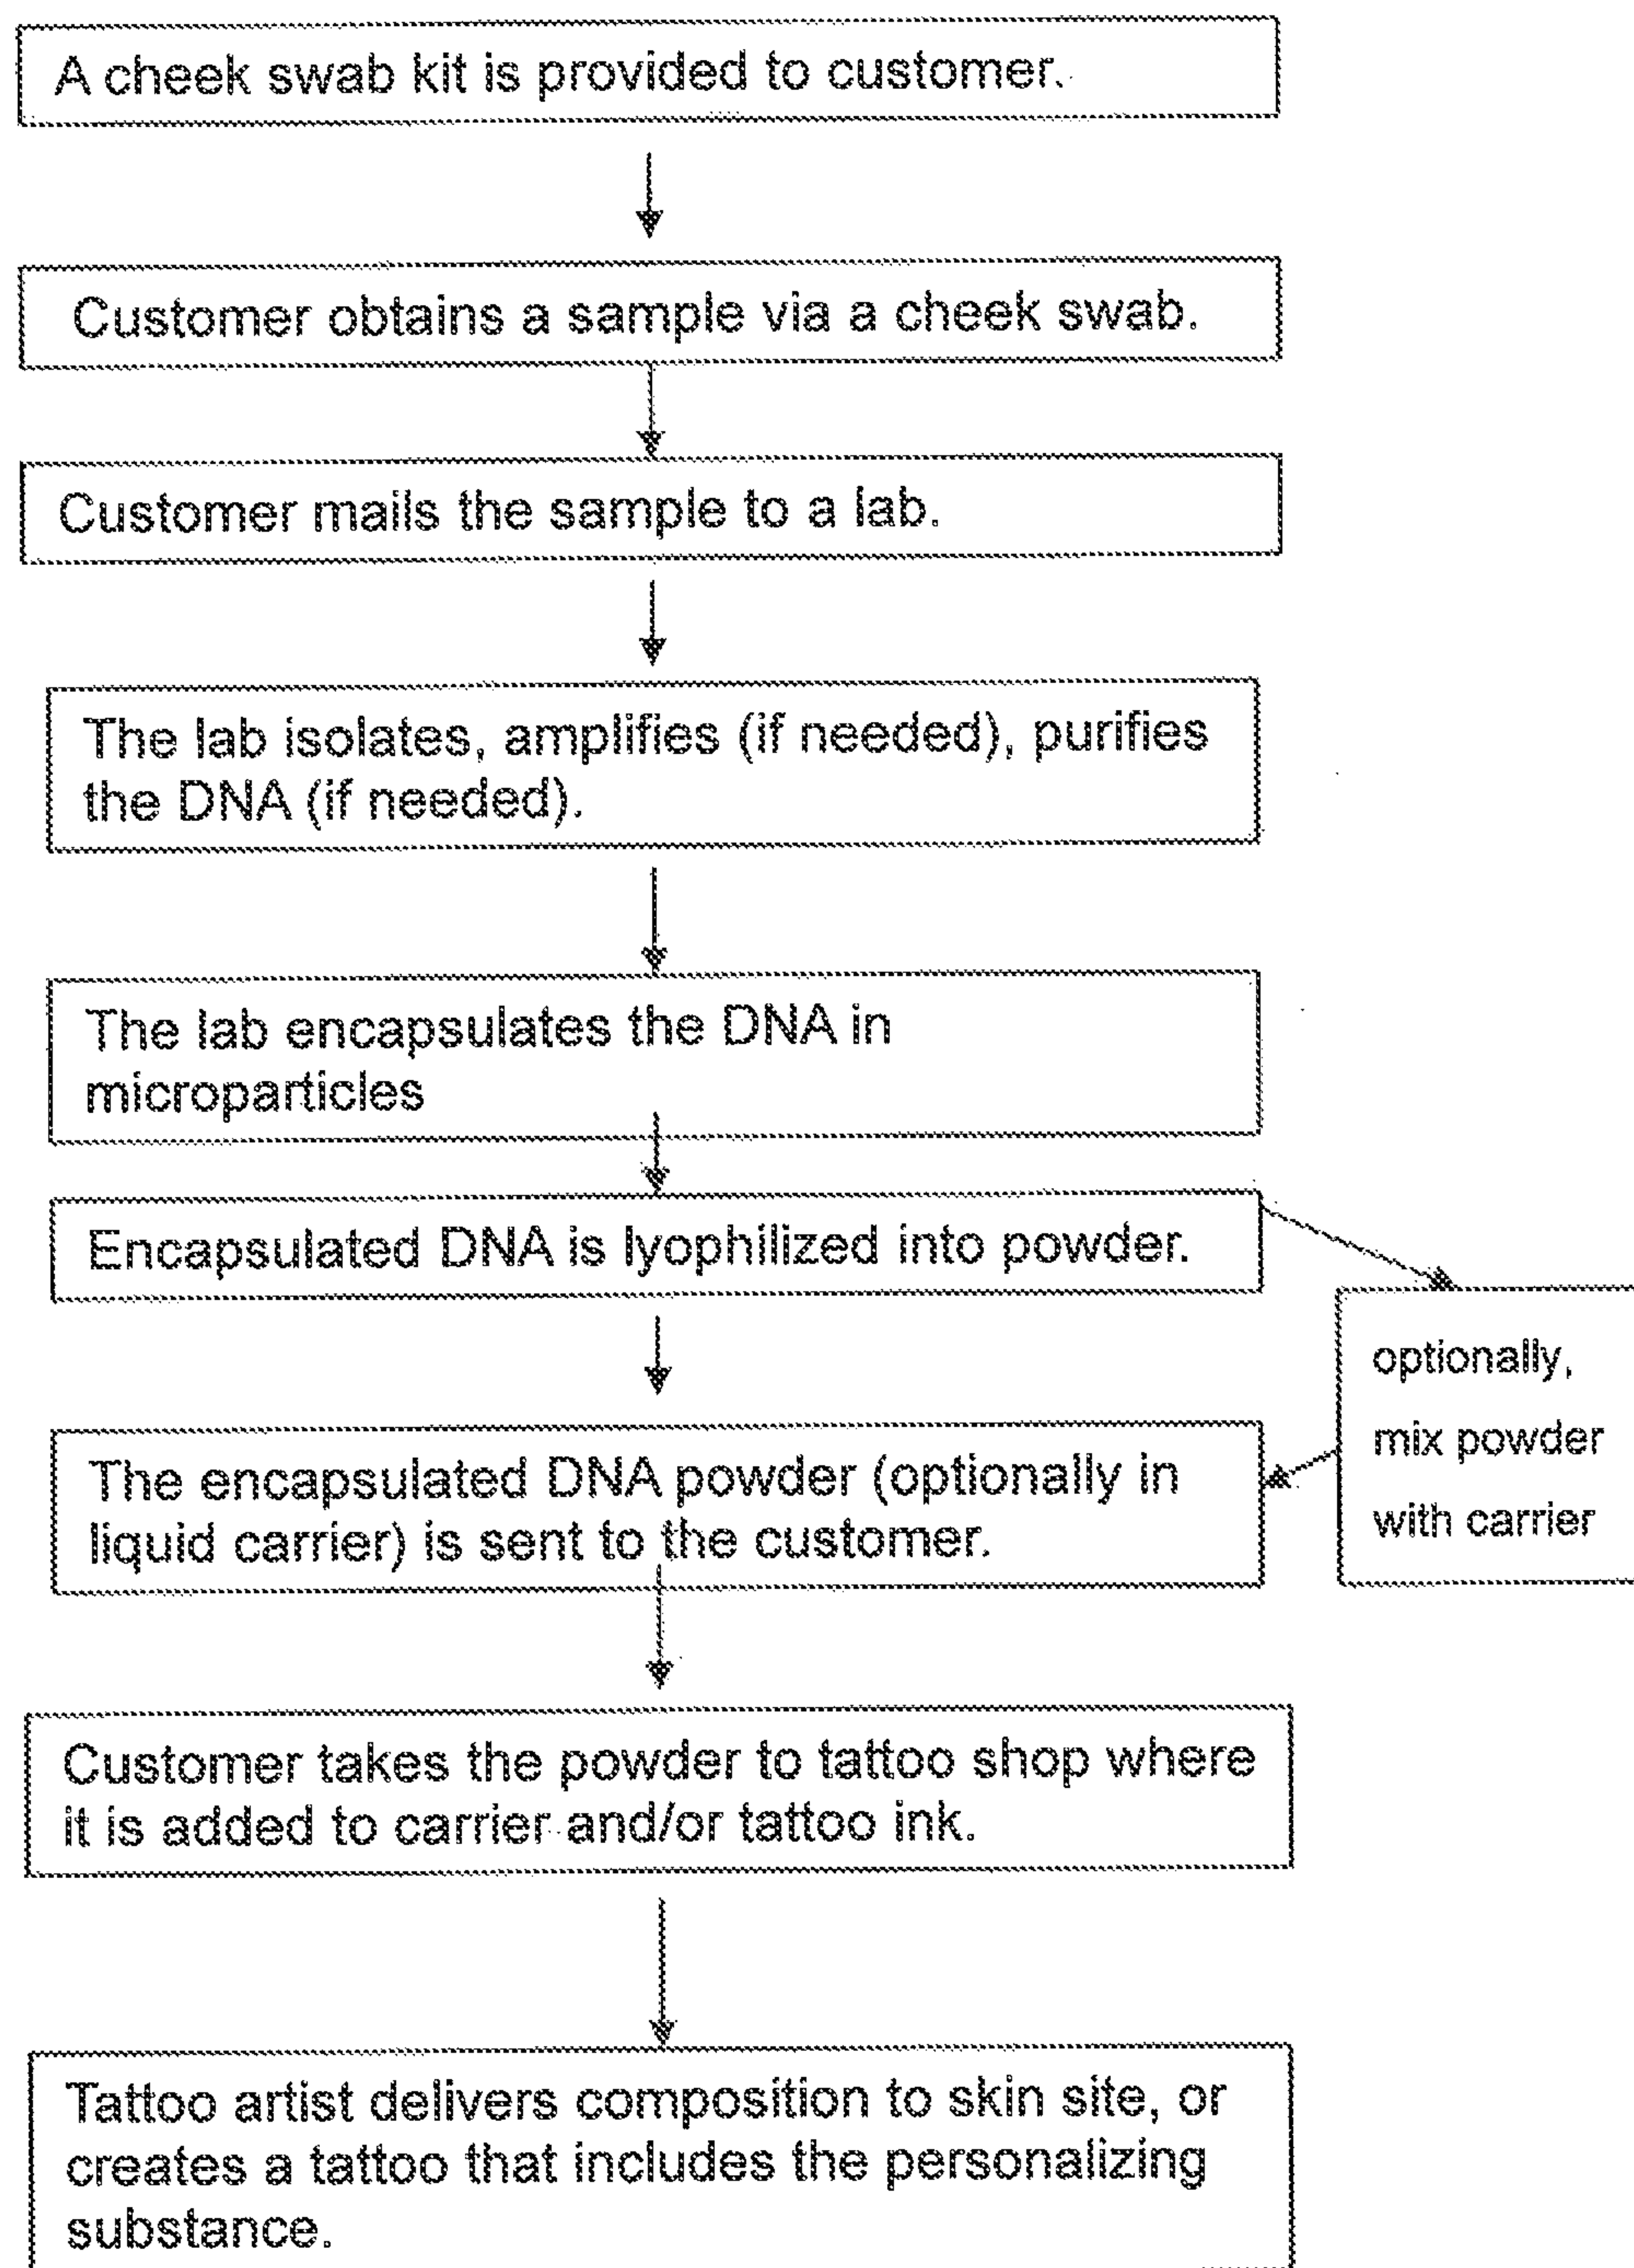 A cheek swab kit is provided to customer.
Customer obtains a sample via a cheek swab.
Customer mails the sample to a lab.
The lab isolates, amplifies (if needed), purifies
the DNA (if needed).
The lab encapsulates the DNA in
microparticles
Encapsulated DNA is lyophilized into powder.
optionally,
mix powder
with carrier
The encapsulated DNA powder (optionally in
liquid carrier) is sent to the customer.
Customer takes the powder to tattoo shop where
it is added to carrier and/or tattoo ink.
Tattoo artist delivers composition to skin site, or
creates a tattoo that includes the personalizing
substance.